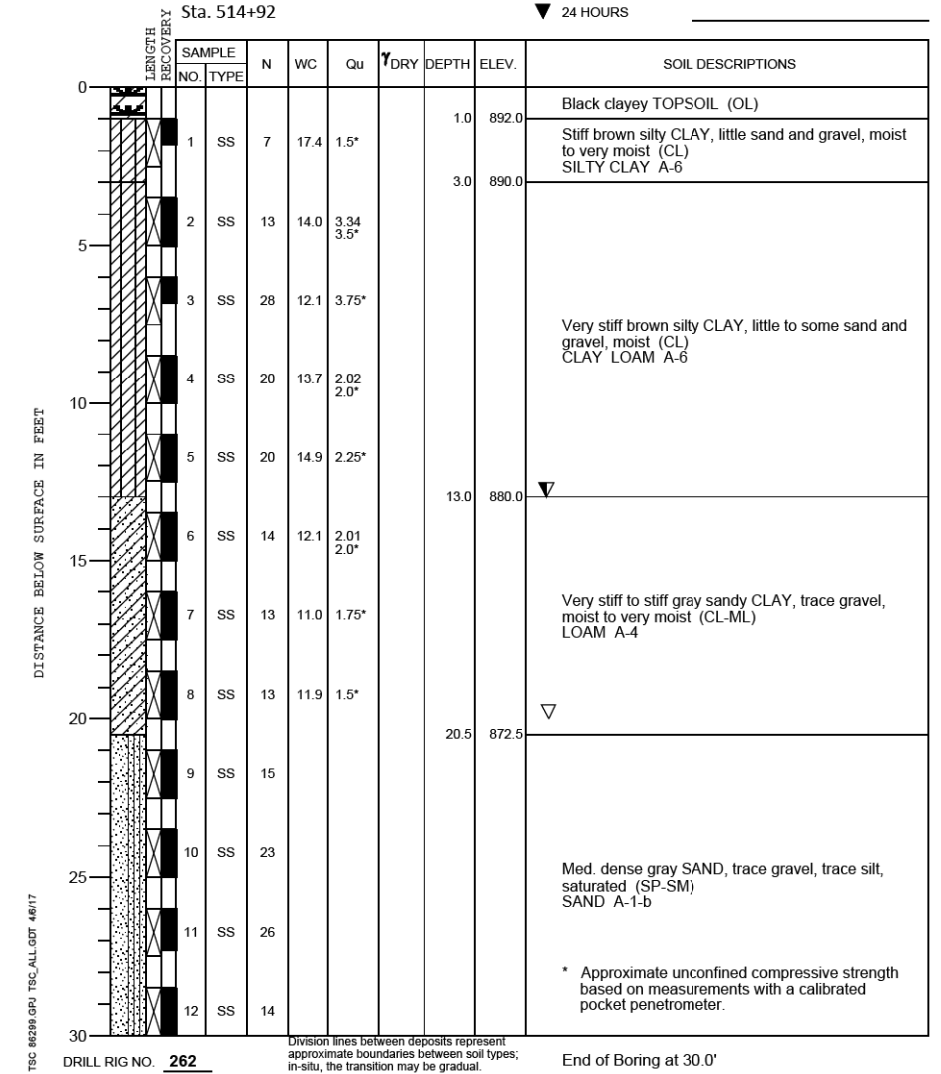 Sta. 514+92
▼ 24 HOURS
LENGTH
RECOVERY
SAMPLE
NO. TYPE N WC Qu γDRY DEPTH ELEV. SOIL DESCRIPTIONS
0
Black clayey TOPSOIL (OL)
1.0 892.0
Stiff brown silty CLAY, little sand and gravel, moist
1 SS 7 17.4 1.5*
to very moist (CL)
SILTY CLAY A-6
3.0 890.0
2 SS 13 14.0 3.34
3.5*
5
3 SS 28 12.1 3.75*
Very stiff brown silty CLAY, little to some sand and
gravel, moist (CL)
CLAY LOAM A-6
4 SS 20 13.7 2.02
2.0*
10
5 SS 20 14.9 2.25*
13.0 880.0
6 SS 14 12.1 2.01
2.0*
15
Very stiff to stiff gray sandy CLAY, trace gravel,
7 SS 13 11.0 1.75*
moist to very moist (CL-ML)
LOAM A-4
8 SS 13 11.9 1.5*
20
20.5 872.5
9 SS 15
10 SS 23
Med. dense gray SAND, trace gravel, trace silt,
25
saturated (SP-SM)
SAND A-1-b
11 SS 26
* Approximate unconfined compressive strength
based on measurements with a calibrated
pocket penetrometer.
12 SS 14
30
DISTANCE BELOW SURFACE IN FEET
TSC 86299.GPJ TSC_ALL.GDT 4/6/17
DRILL RIG NO. 262
Division lines between deposits represent
approximate boundaries between soil types;
in-situ, the transition may be gradual.
End of Boring at 30.0'